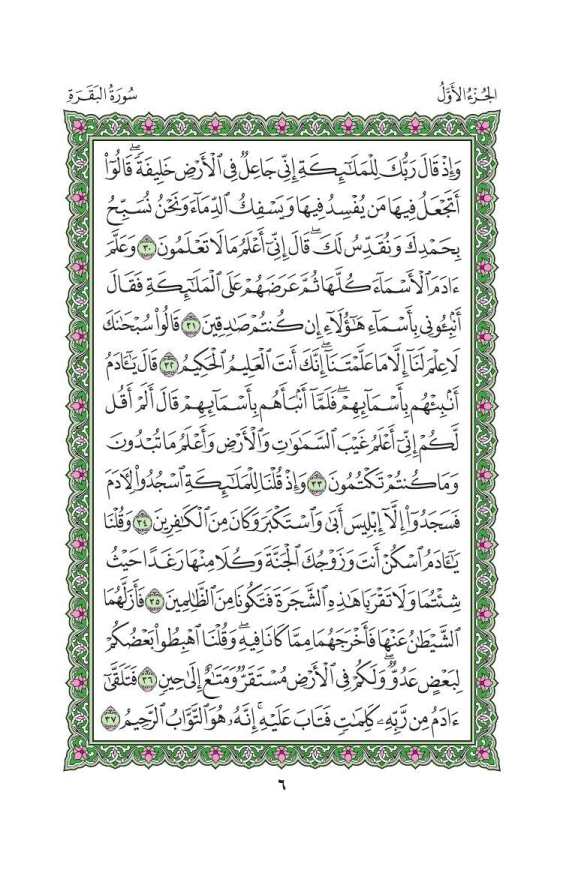 الجُزْءُ الأَوَّلُ
سُورَةُ البَقَرَةِ
وَإِذْ قَالَ رَبُّكَ لِلْمَلَٰٓئِكَةِ إِنِّي جَاعِلٌ فِي ٱلْأَرْضِ خَلِيفَةً ۖ قَالُوٓا۟
أَتَجْعَلُ فِيهَا مَن يُفْسِدُ فِيهَا وَيَسْفِكُ ٱلدِّمَآءَ وَنَحْنُ نُسَبِّحُ
بِحَمْدِكَ وَنُقَدِّسُ لَكَ ۖ قَالَ إِنِّيٓ أَعْلَمُ مَا لَا تَعْلَمُونَ ٣٠ وَعَلَّمَ
ءَادَمَ ٱلْأَسْمَآءَ كُلَّهَا ثُمَّ عَرَضَهُمْ عَلَى ٱلْمَلَٰٓئِكَةِ فَقَالَ
أَنۢبِـُٔونِي بِأَسْمَآءِ هَٰٓؤُلَآءِ إِن كُنتُمْ صَٰدِقِينَ ٣١ قَالُوا۟ سُبْحَٰنَكَ
لَا عِلْمَ لَنَآ إِلَّا مَا عَلَّمْتَنَآ ۖ إِنَّكَ أَنتَ ٱلْعَلِيمُ ٱلْحَكِيمُ ٣٢ قَالَ يَٰٓـَٔادَمُ
أَنۢبِئْهُم بِأَسْمَآئِهِمْ ۖ فَلَمَّآ أَنۢبَأَهُم بِأَسْمَآئِهِمْ قَالَ أَلَمْ أَقُل
لَّكُمْ إِنِّيٓ أَعْلَمُ غَيْبَ ٱلسَّمَٰوَٰتِ وَٱلْأَرْضِ وَأَعْلَمُ مَا تُبْدُونَ
وَمَا كُنتُمْ تَكْتُمُونَ ٣٣ وَإِذْ قُلْنَا لِلْمَلَٰٓئِكَةِ ٱسْجُدُوا۟ لِـَٔادَمَ
فَسَجَدُوٓا۟ إِلَّآ إِبْلِيسَ أَبَىٰ وَٱسْتَكْبَرَ وَكَانَ مِنَ ٱلْكَٰفِرِينَ ٣٤ وَقُلْنَا
يَٰٓـَٔادَمُ ٱسْكُنْ أَنتَ وَزَوْجُكَ ٱلْجَنَّةَ وَكُلَا مِنْهَا رَغَدًا حَيْثُ
شِئْتُمَا وَلَا تَقْرَبَا هَٰذِهِ ٱلشَّجَرَةَ فَتَكُونَا مِنَ ٱلظَّٰلِمِينَ ٣٥ فَأَزَلَّهُمَا
ٱلشَّيْطَٰنُ عَنْهَا فَأَخْرَجَهُمَا مِمَّا كَانَا فِيهِ ۖ وَقُلْنَا ٱهْبِطُوا۟ بَعْضُكُمْ
لِبَعْضٍ عَدُوٌّ ۖ وَلَكُمْ فِي ٱلْأَرْضِ مُسْتَقَرٌّ وَمَتَٰعٌ إِلَىٰ حِينٍ ٣٦ فَتَلَقَّىٰٓ
ءَادَمُ مِن رَّبِّهِۦ كَلِمَٰتٍ فَتَابَ عَلَيْهِ ۚ إِنَّهُۥ هُوَ ٱلتَّوَّابُ ٱلرَّحِيمُ ٣٧
٦